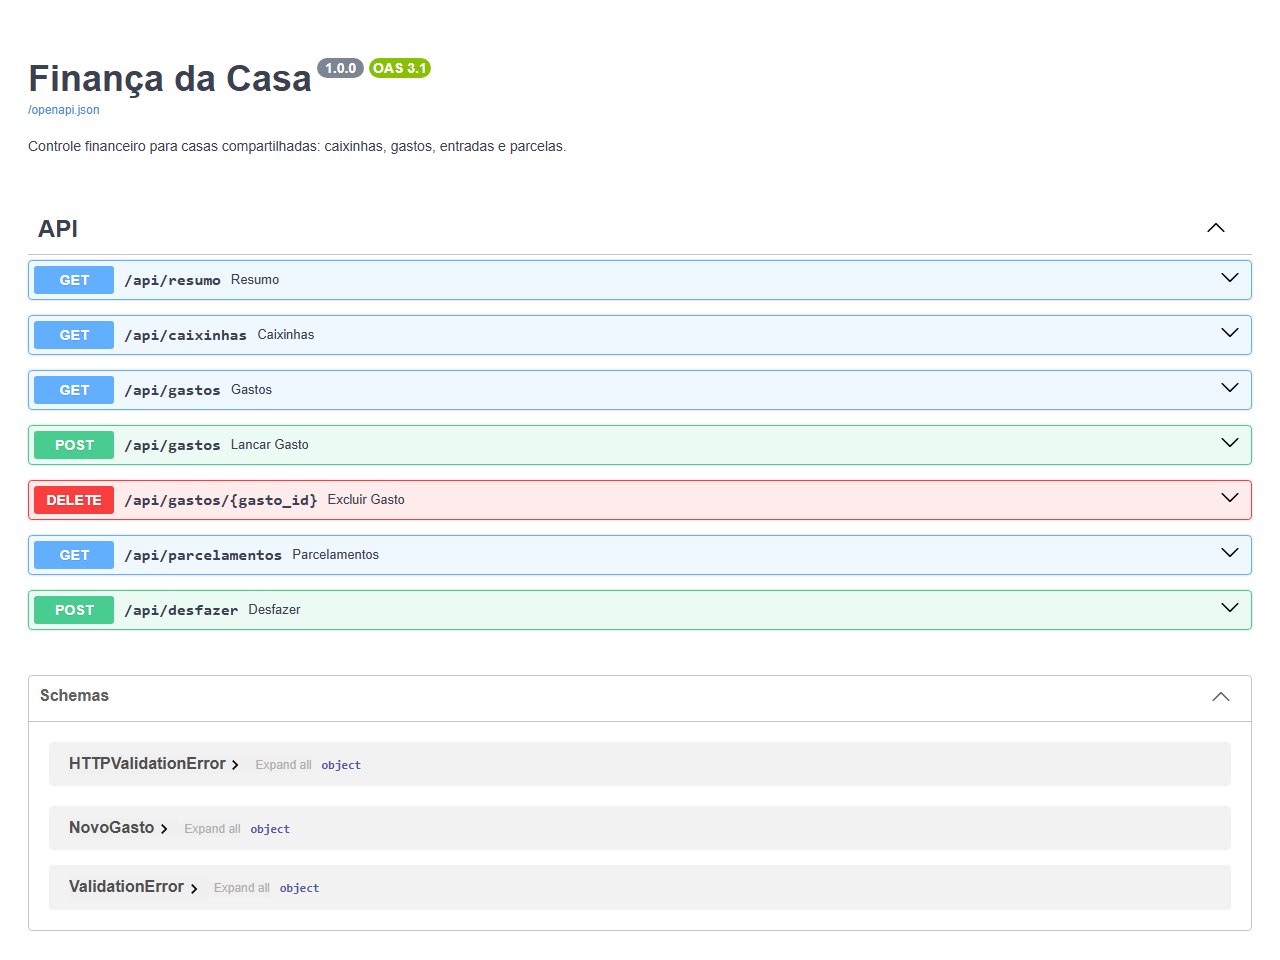 Finança da Casa 1.0.0 OAS 3.1
/openapi.json
Controle financeiro para casas compartilhadas: caixinhas, gastos, entradas e parcelas.
API
GET /api/resumo Resumo
GET /api/caixinhas Caixinhas
GET /api/gastos Gastos
POST /api/gastos Lancar Gasto
DELETE /api/gastos/{gasto_id} Excluir Gasto
GET /api/parcelamentos Parcelamentos
POST /api/desfazer Desfazer
Schemas
HTTPValidationError Expand all object
NovoGasto Expand all object
ValidationError Expand all object